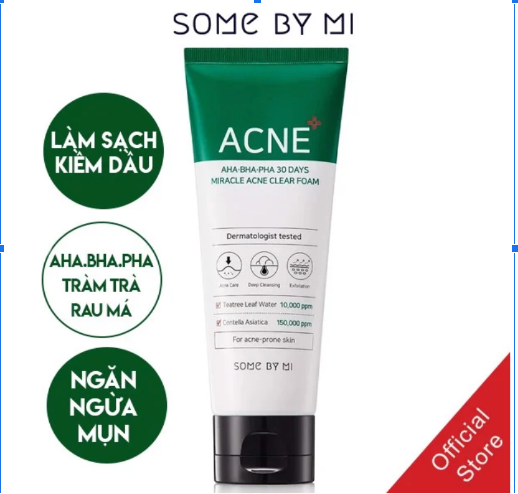 SOME BY MI
LÀM SẠCH
KIỀM DẦU
AHA.BHA.PHA
TRÀM TRÀ
RAU MÁ
NGĂN
NGỪA
MỤN
ACNE
AHA·BHA·PHA 30 DAYS
MIRACLE ACNE CLEAR FOAM
Dermatologist tested
Acne Care Deep Cleansing Exfoliation
Teatree Leaf Water 10,000 ppm
Centella Asiatica 150,000 ppm
For acne-prone skin
SOME BY MI
Official
Store